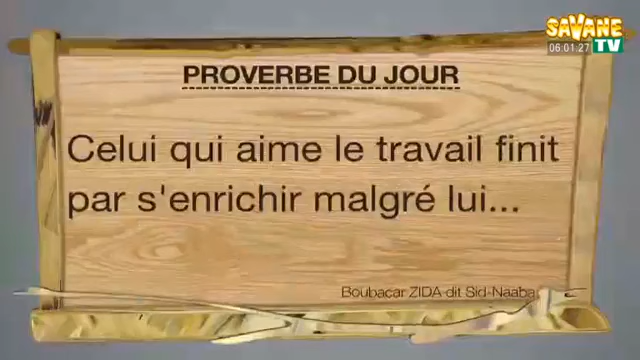 SAVANE
06:01:27 TV
PROVERBE DU JOUR
Celui qui aime le travail finit
par s'enrichir malgré lui...
Boubacar ZIDA dit Sid-Naaba